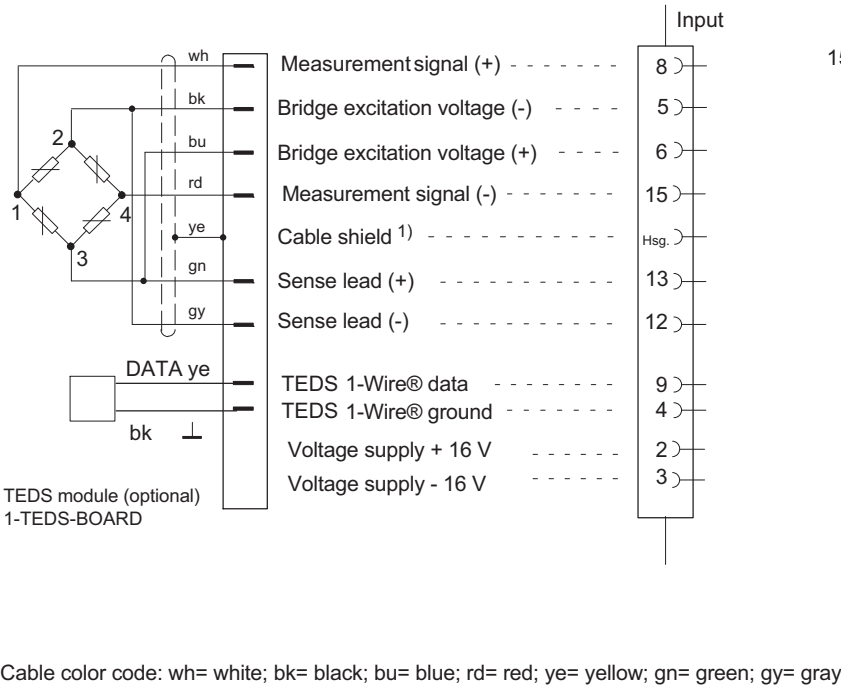 Input
wh Measurement signal (+) 8
15
bk Bridge excitation voltage (-) 5
bu Bridge excitation voltage (+) 6
2
rd Measurement signal (-) 15
1 4
ye Cable shield 1) Hsg.
3
gn Sense lead (+) 13
gy Sense lead (-) 12
DATA ye TEDS 1-Wire® data 9
TEDS 1-Wire® ground 4
bk
Voltage supply + 16 V 2
Voltage supply - 16 V 3
TEDS module (optional)
1-TEDS-BOARD
Cable color code: wh= white; bk= black; bu= blue; rd= red; ye= yellow; gn= green; gy= gray